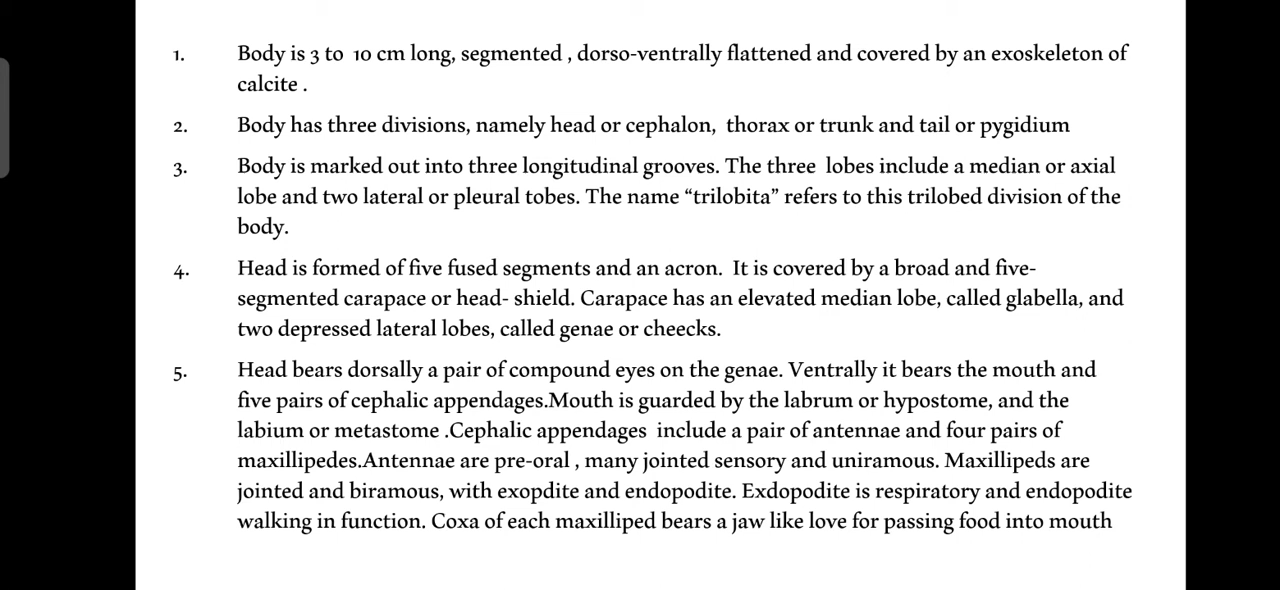 1. Body is 3 to 10 cm long, segmented , dorso-ventrally flattened and covered by an exoskeleton of
calcite .
2. Body has three divisions, namely head or cephalon, thorax or trunk and tail or pygidium
3. Body is marked out into three longitudinal grooves. The three lobes include a median or axial
lobe and two lateral or pleural tobes. The name “trilobita” refers to this trilobed division of the
body.
4. Head is formed of five fused segments and an acron. It is covered by a broad and five-
segmented carapace or head- shield. Carapace has an elevated median lobe, called glabella, and
two depressed lateral lobes, called genae or cheecks.
5. Head bears dorsally a pair of compound eyes on the genae. Ventrally it bears the mouth and
five pairs of cephalic appendages.Mouth is guarded by the labrum or hypostome, and the
labium or metastome .Cephalic appendages include a pair of antennae and four pairs of
maxillipedes.Antennae are pre-oral , many jointed sensory and uniramous. Maxillipeds are
jointed and biramous, with exopdite and endopodite. Exdopodite is respiratory and endopodite
walking in function. Coxa of each maxilliped bears a jaw like love for passing food into mouth